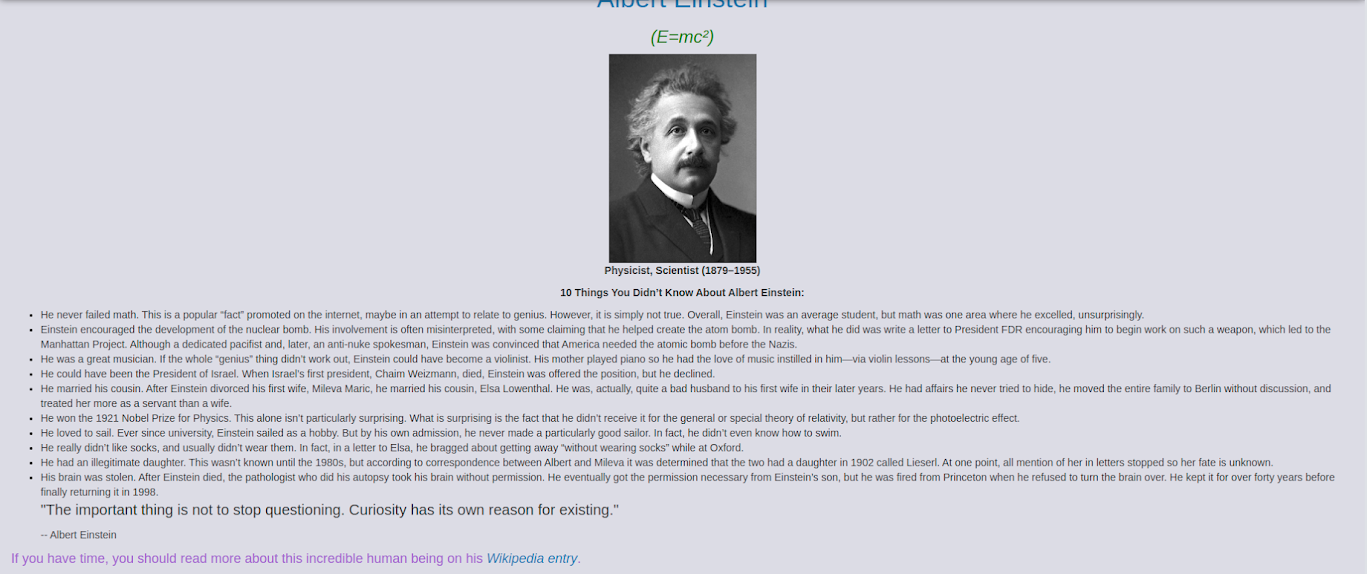 Albert Einstein
(E=mc²)
Physicist, Scientist (1879–1955)
10 Things You Didn't Know About Albert Einstein:
• He never failed math. This is a popular “fact” promoted on the internet, maybe in an attempt to relate to genius. However, it is simply not true. Overall, Einstein was an average student, but math was one area where he excelled, unsurprisingly.
• Einstein encouraged the development of the nuclear bomb. His involvement is often misinterpreted, with some claiming that he helped create the atom bomb. In reality, what he did was write a letter to President FDR encouraging him to begin work on such a weapon, which led to the
Manhattan Project. Although a dedicated pacifist and, later, an anti-nuke spokesman, Einstein was convinced that America needed the atomic bomb before the Nazis.
• He was a great musician. If the whole “genius” thing didn’t work out, Einstein could have become a violinist. His mother played piano so he had the love of music instilled in him—via violin lessons—at the young age of five.
• He could have been the President of Israel. When Israel’s first president, Chaim Weizmann, died, Einstein was offered the position, but he declined.
• He married his cousin. After Einstein divorced his first wife, Mileva Maric, he married his cousin, Elsa Lowenthal. He was, actually, quite a bad husband to his first wife in their later years. He had affairs he never tried to hide, he moved the entire family to Berlin without discussion, and
treated her more as a servant than a wife.
• He won the 1921 Nobel Prize for Physics. This alone isn’t particularly surprising. What is surprising is the fact that he didn’t receive it for the general or special theory of relativity, but rather for the photoelectric effect.
• He loved to sail. Ever since university, Einstein sailed as a hobby. But by his own admission, he never made a particularly good sailor. In fact, he didn’t even know how to swim.
• He really didn’t like socks, and usually didn’t wear them. In fact, in a letter to Elsa, he bragged about getting away “without wearing socks” while at Oxford.
• He had an illegitimate daughter. This wasn’t known until the 1980s, but according to correspondence between Albert and Mileva it was determined that the two had a daughter in 1902 called Lieserl. At one point, all mention of her in letters stopped so her fate is unknown.
• His brain was stolen. After Einstein died, the pathologist who did his autopsy took his brain without permission. He eventually got the permission necessary from Einstein’s son, but he was fired from Princeton when he refused to turn the brain over. He kept it for over forty years before
finally returning it in 1998.
"The important thing is not to stop questioning. Curiosity has its own reason for existing."
-- Albert Einstein
If you have time, you should read more about this incredible human being on his Wikipedia entry.